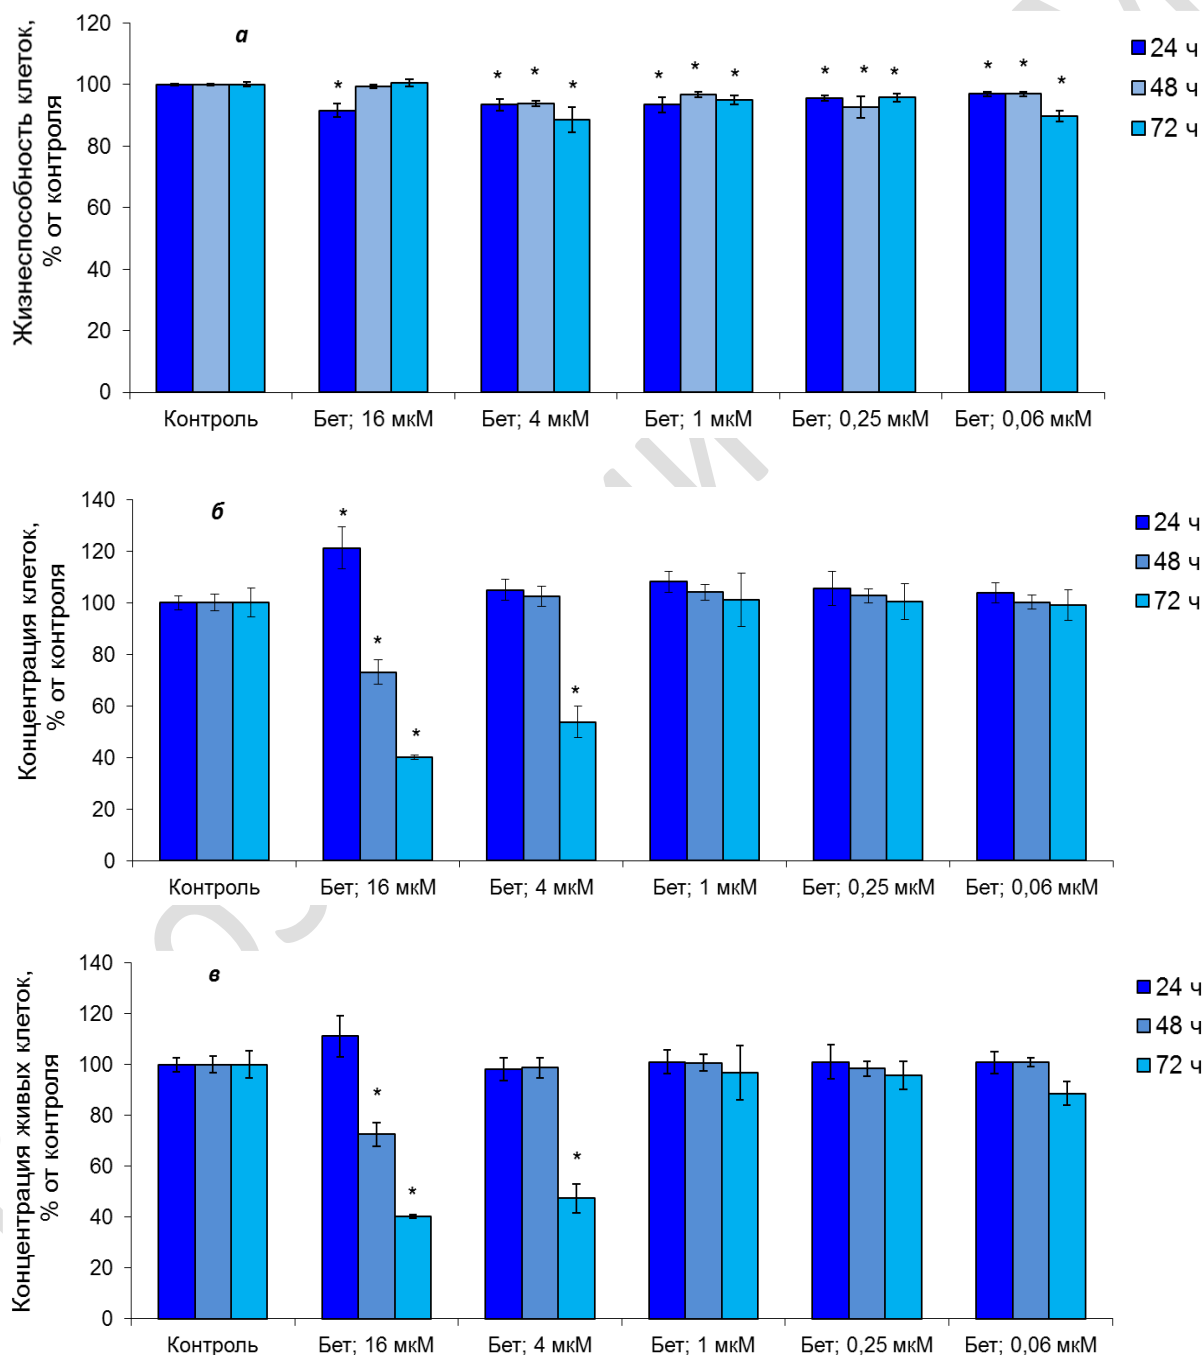 Жизнеспособность клеток,
% от контроля
120
100
80
60
40
20
0
а
* * * * * * * * * * * * *
24 ч
48 ч
72 ч
Контроль Бет; 16 мкМ Бет; 4 мкМ Бет; 1 мкМ Бет; 0,25 мкМ Бет; 0,06 мкМ
Концентрация клеток,
% от контроля
140
120
100
80
60
40
20
0
б
* * * *
24 ч
48 ч
72 ч
Контроль Бет; 16 мкМ Бет; 4 мкМ Бет; 1 мкМ Бет; 0,25 мкМ Бет; 0,06 мкМ
Концентрация живых клеток,
% от контроля
140
120
100
80
60
40
20
0
в
* * *
24 ч
48 ч
72 ч
Контроль Бет; 16 мкМ Бет; 4 мкМ Бет; 1 мкМ Бет; 0,25 мкМ Бет; 0,06 мкМ